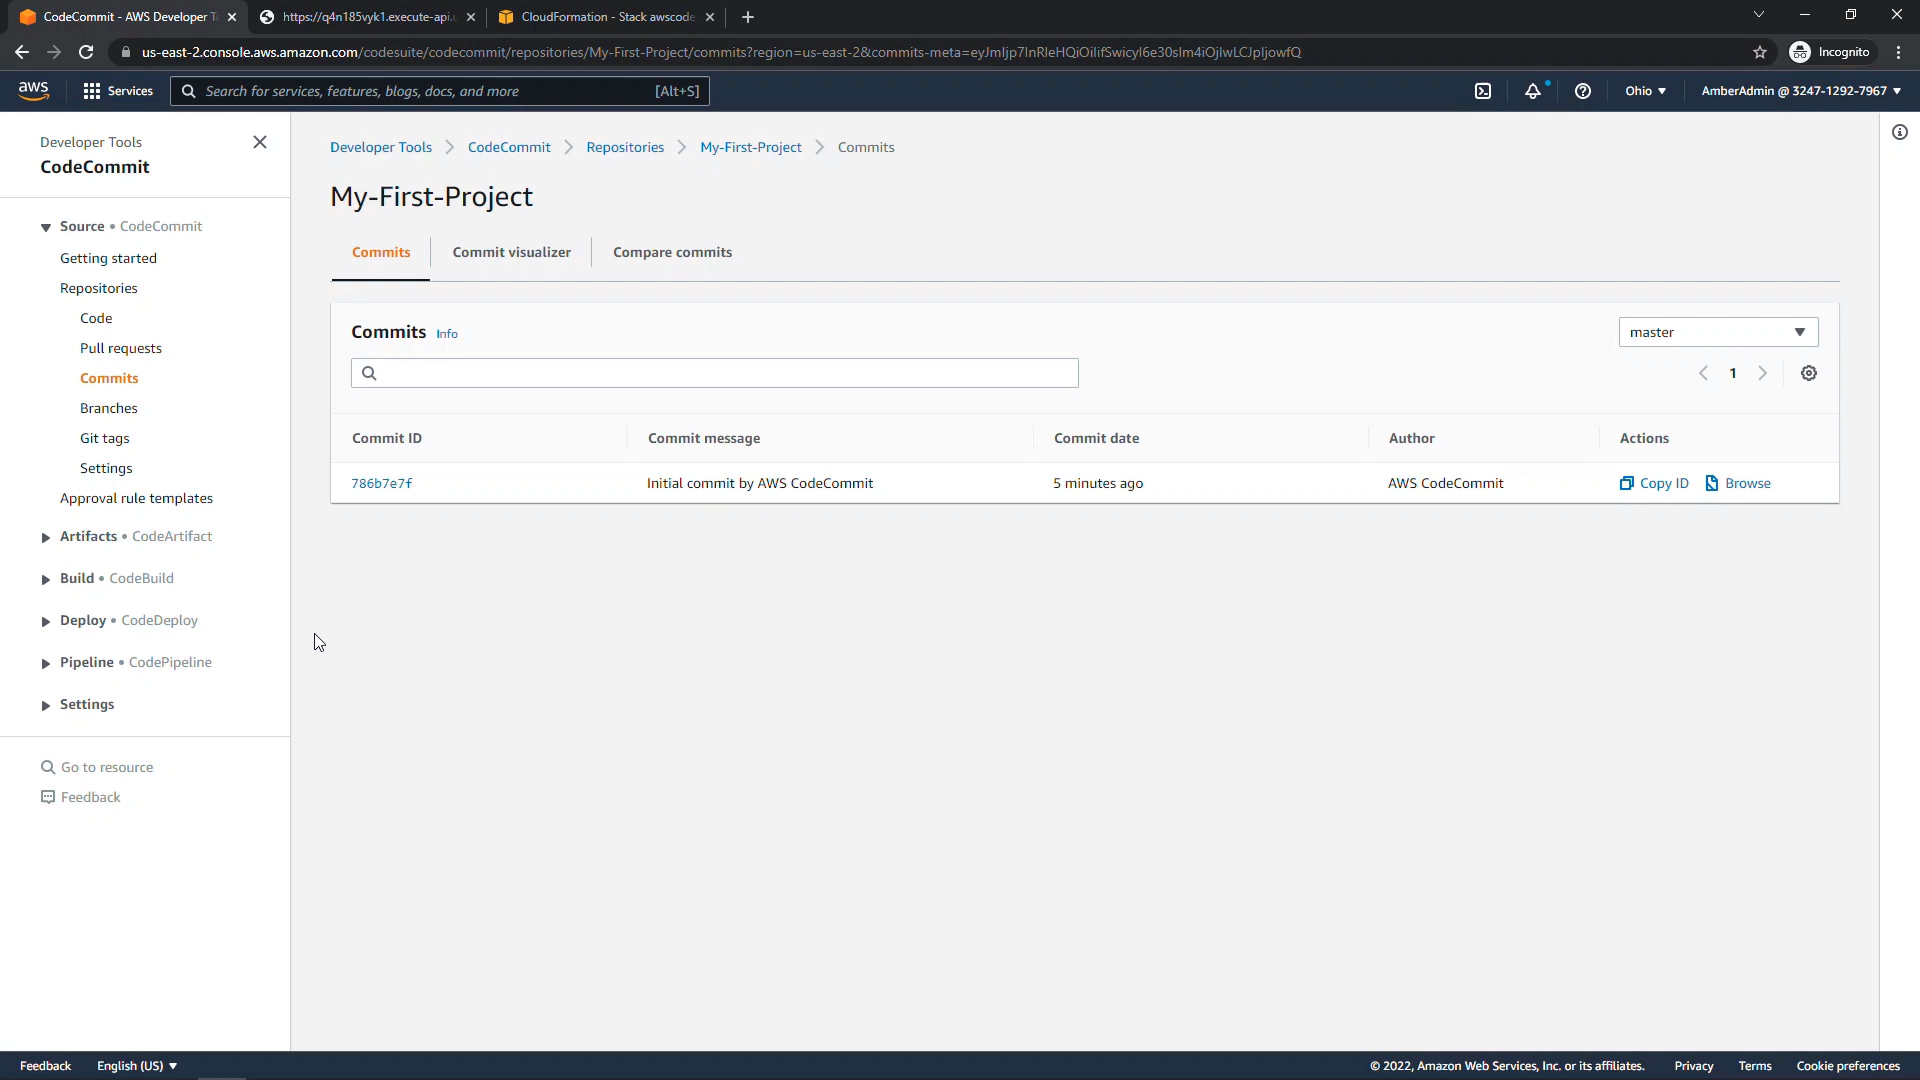 CodeCommit - AWS Developer T
https://q4n185vyk1.execute-api.u
CloudFormation - Stack awscode
us-east-2.console.aws.amazon.com/codesuite/codecommit/repositories/My-First-Project/commits?region=us-east-2&commits-meta=
Incognito
aws
Services
Search for services, features, blogs, docs, and more
[Alt+S]
Ohio
AmberAdmin @ 3247-1292-7967
Developer Tools
CodeCommit
Source • CodeCommit
Getting started
Repositories
Code
Pull requests
Commits
Branches
Git tags
Settings
Approval rule templates
Artifacts • CodeArtifact
Build • CodeBuild
Deploy • CodeDeploy
Pipeline • CodePipeline
Settings
Go to resource
Feedback
Developer Tools
CodeCommit
Repositories
My-First-Project
Commits
My-First-Project
Commits
Commit visualizer
Compare commits
Commits Info
master
1
Commit ID
Commit message
Commit date
Author
Actions
786b7e7f
Initial commit by AWS CodeCommit
5 minutes ago
AWS CodeCommit
Copy ID
Browse
Feedback
English (US)
© 2022, Amazon Web Services, Inc. or its affiliates.
Privacy
Terms
Cookie preferences